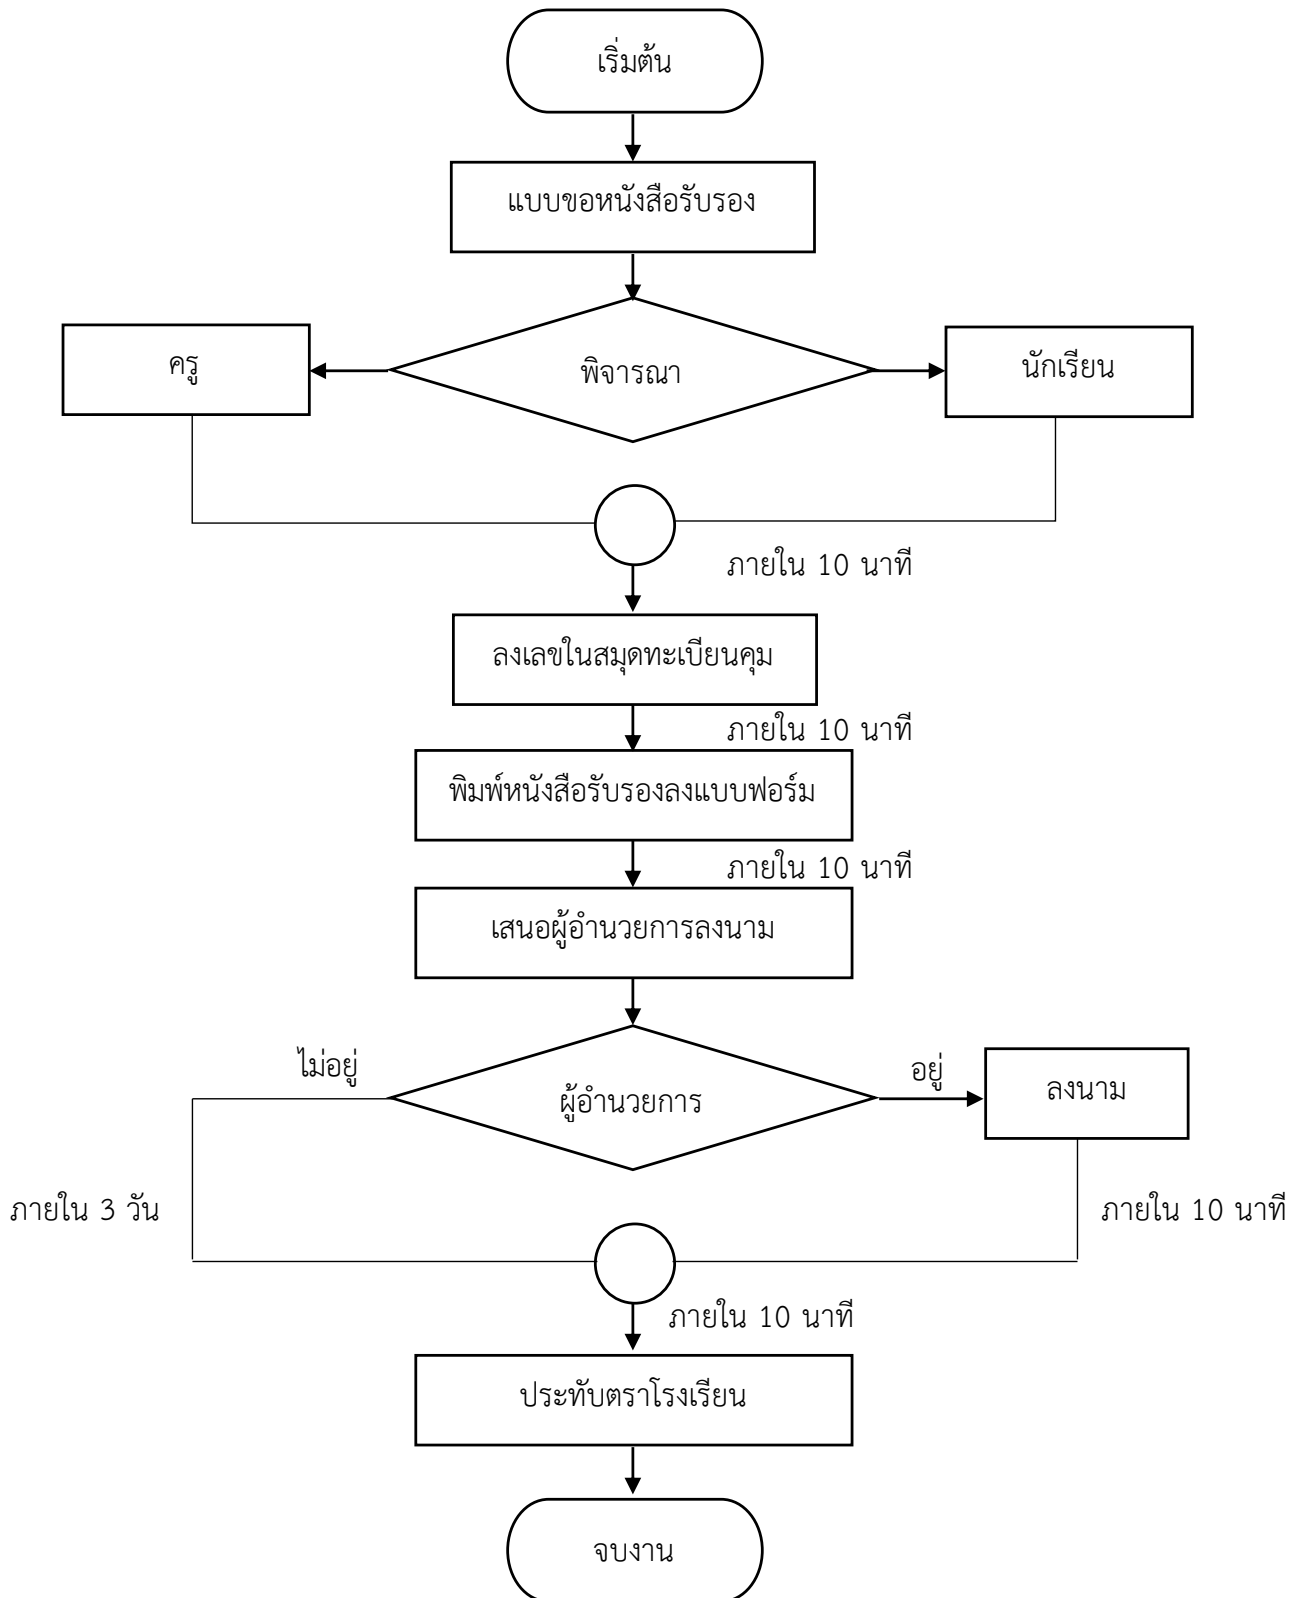 เริ่มต้น
แบบขอหนังสือรับรอง
ครู
พิจารณา
นักเรียน
ภายใน 10 นาที
ลงเลขในสมุดทะเบียนคุม
ภายใน 10 นาที
พิมพ์หนังสือรับรองลงแบบฟอร์ม
ภายใน 10 นาที
เสนอผู้อำนวยการลงนาม
ไม่อยู่
ผู้อำนวยการ
อยู่
ลงนาม
ภายใน 3 วัน
ภายใน 10 นาที
ภายใน 10 นาที
ประทับตราโรงเรียน
จบงาน